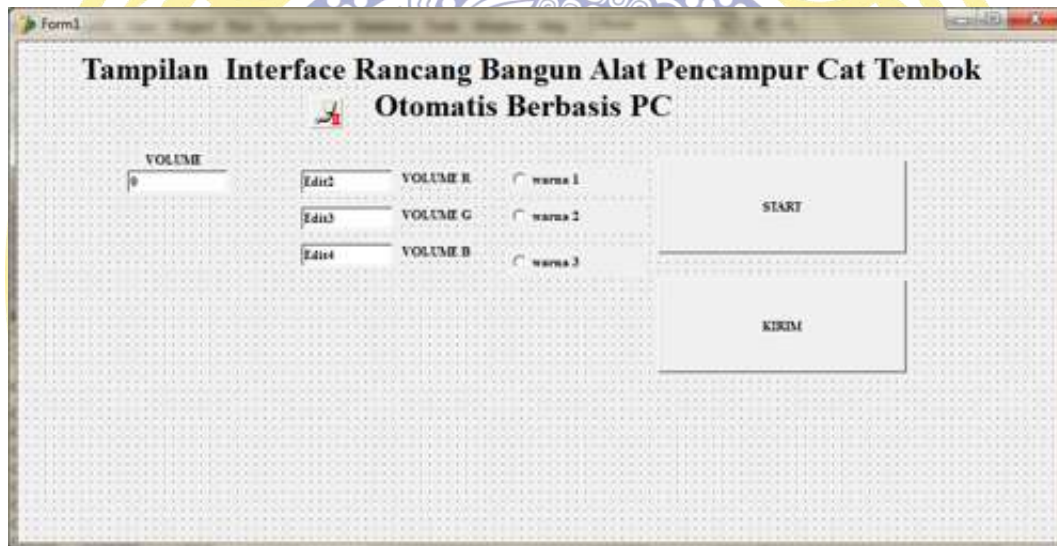 Form1
Tampilan Interface Rancang Bangun Alat Pencampur Cat Tembok
Otomatis Berbasis PC
VOLUME
0
Edit2 VOLUME R warna 1
Edit3 VOLUME G warna 2
Edit4 VOLUME B warna 3
START
KIRIM